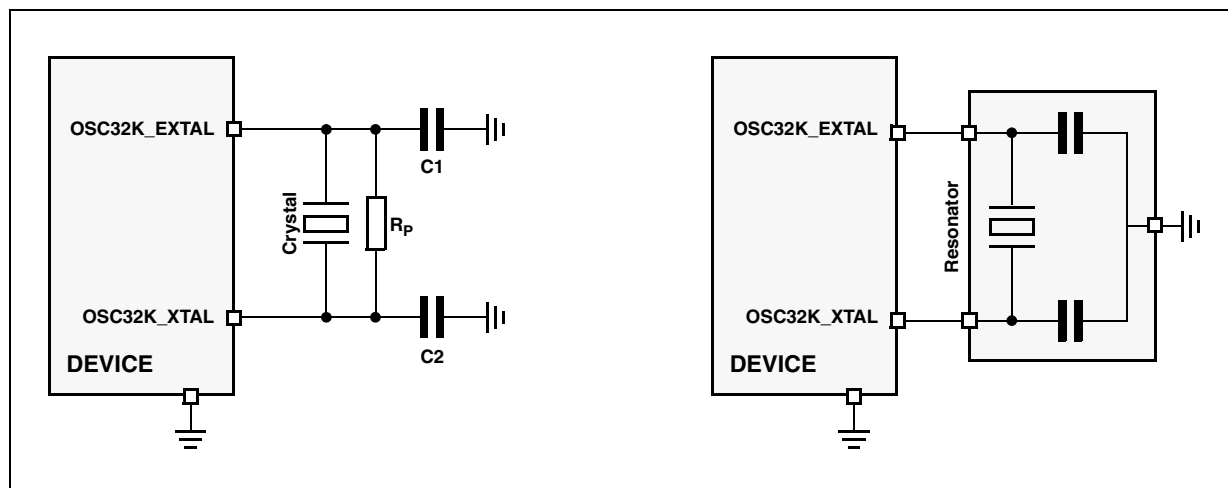 OSC32K_EXTAL
C1
Crystal
RP
OSC32K_XTAL
C2
DEVICE
OSC32K_EXTAL
Resonator
OSC32K_XTAL
DEVICE